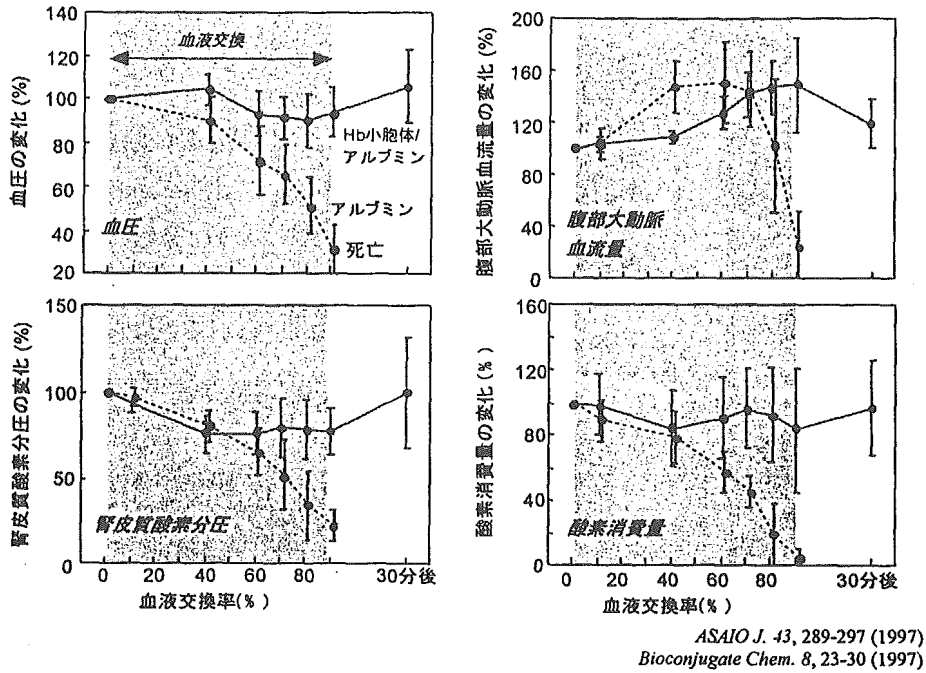 血圧の変化 (%)
140
120
100
80
60
40
20
血液交換
Hb小胞体/
アルブミン
アルブミン
死亡
血圧
腹部大動脈血流量の変化 (%)
200
160
120
80
40
0
腹部大動脈
血流量
腎皮質酸素分圧の変化 (%)
150
100
50
0
腎皮質酸素分圧
0
20
40
60
80
30分後
血液交換率(%)
酸素消費量の変化 (%)
160
120
80
40
0
酸素消費量
0
20
40
60
80
30分後
血液交換率(%)
ASAIO J. 43, 289-297 (1997)
Bioconjugate Chem. 8, 23-30 (1997)